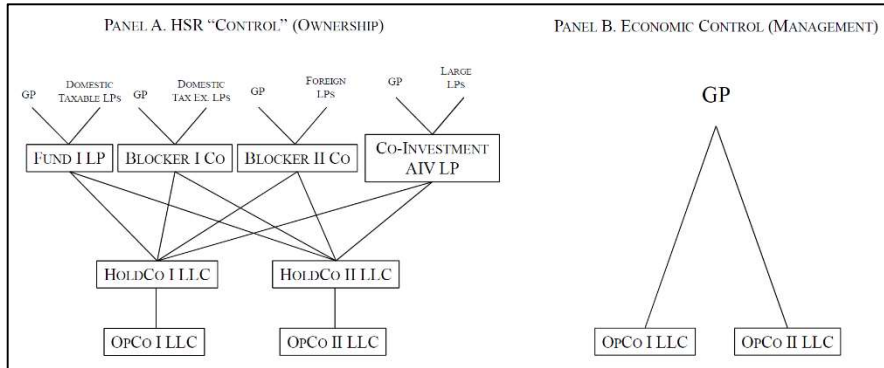 PANEL A. HSR “CONTROL” (OWNERSHIP)
GP
DOMESTIC
TAXABLE LPS
GP
DOMESTIC
TAX EX. LPS
GP
FOREIGN
LPS
GP
LARGE
LPS
FUND I LP
BLOCKER I CO
BLOCKER II CO
CO-INVESTMENT
AIV LP
HOLDCO I LLC
HOLDCO II LLC
OPCO I LLC
OPCO II LLC
PANEL B. ECONOMIC CONTROL (MANAGEMENT)
GP
OPCO I LLC
OPCO II LLC